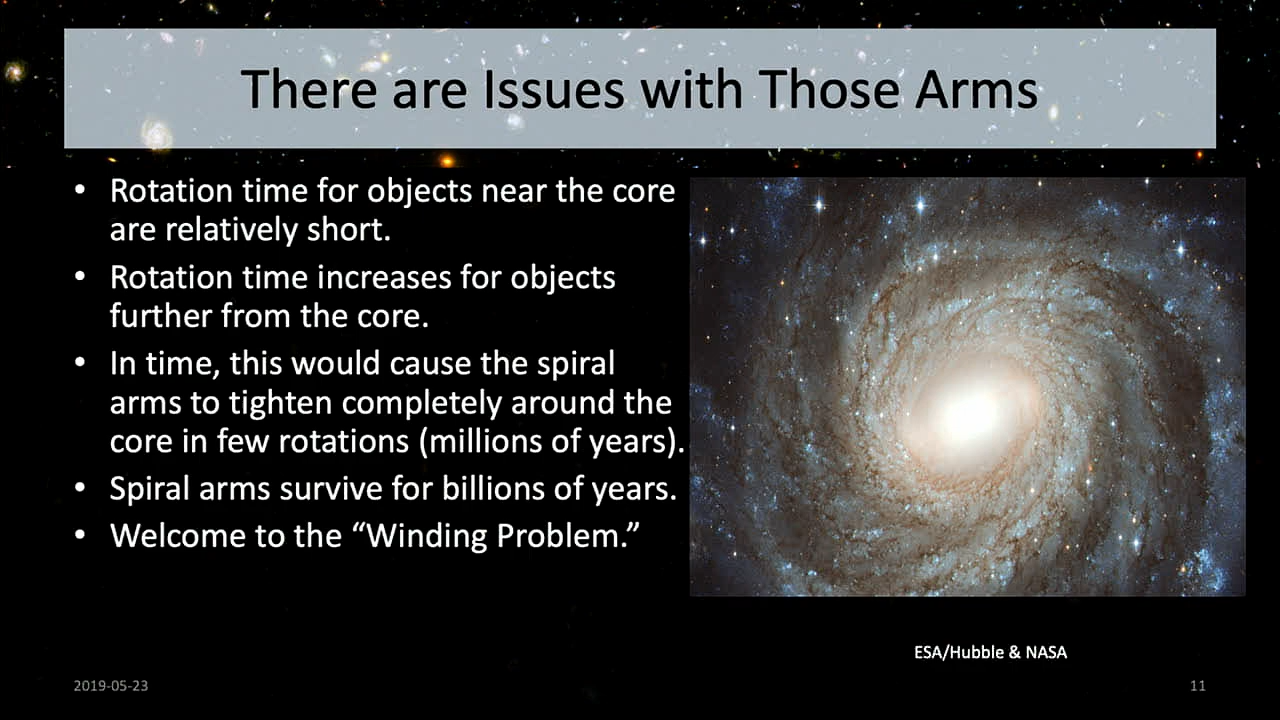 There are Issues with Those Arms
• Rotation time for objects near the core
are relatively short.
• Rotation time increases for objects
further from the core.
• In time, this would cause the spiral
arms to tighten completely around the
core in few rotations (millions of years).
• Spiral arms survive for billions of years.
• Welcome to the “Winding Problem.”
ESA/Hubble & NASA
2019-05-23
11